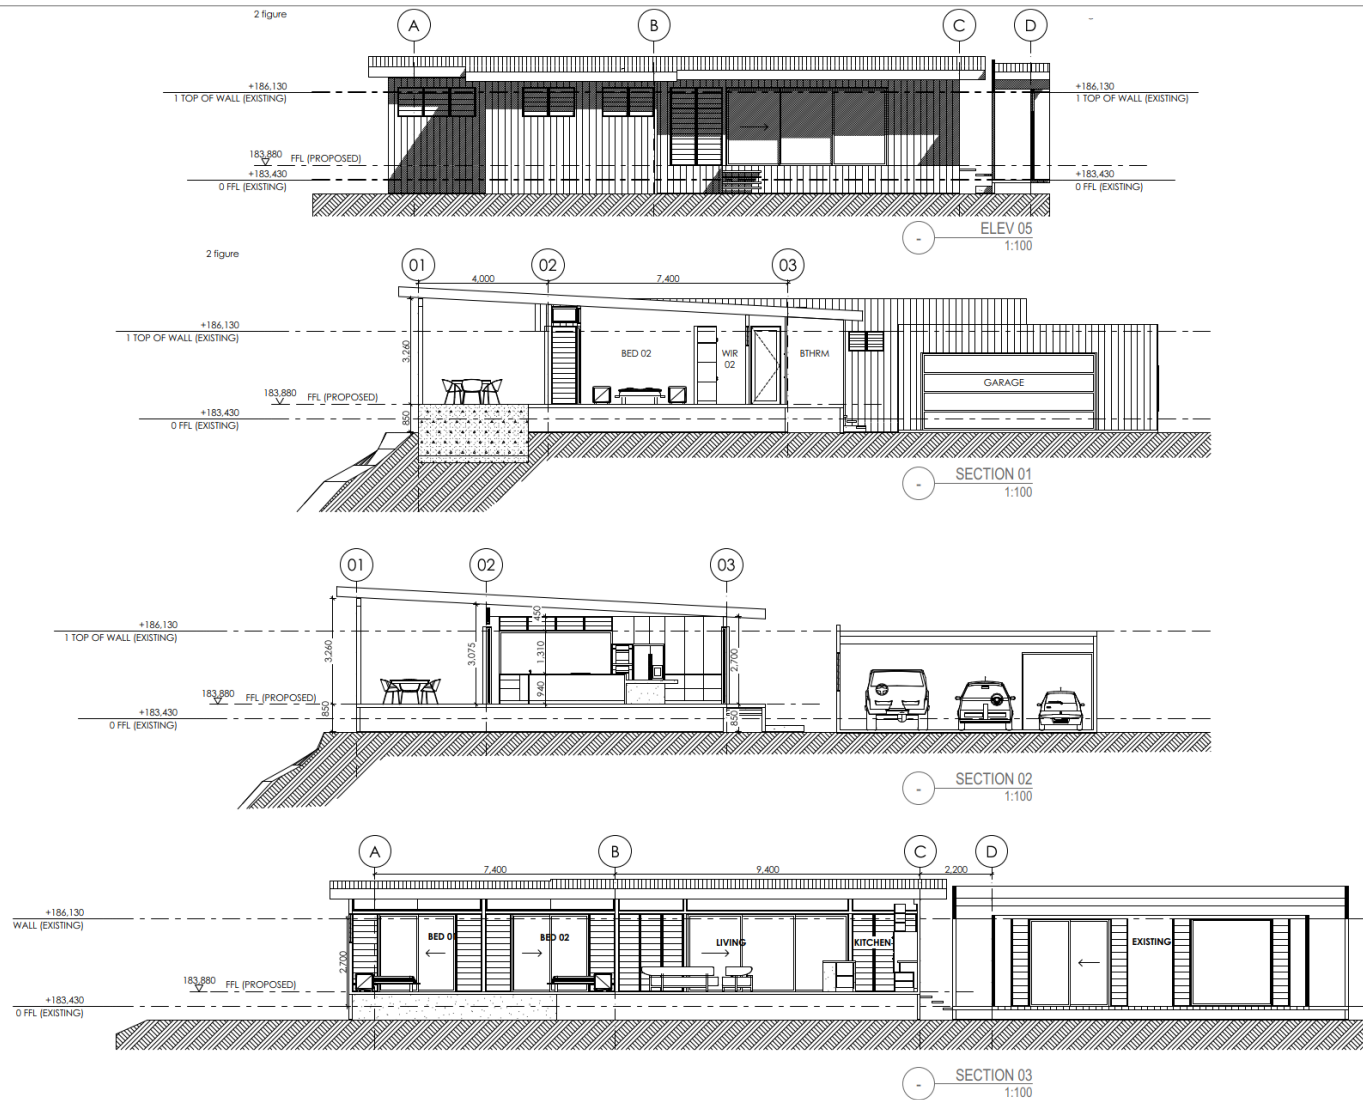 2 figure
A
B
C
D
+186,130
1 TOP OF WALL (EXISTING)
+186,130
1 TOP OF WALL (EXISTING)
183,880
FFL (PROPOSED)
+183,430
0 FFL (EXISTING)
+183,430
0 FFL (EXISTING)
-
ELEV 05
1:100
2 figure
01
02
03
4,000
7,400
+186,130
1 TOP OF WALL (EXISTING)
3,260
BED 02
WIR
02
BTHRM
GARAGE
183,880
FFL (PROPOSED)
850
+183,430
0 FFL (EXISTING)
-
SECTION 01
1:100
01
02
03
+186,130
1 TOP OF WALL (EXISTING)
3,260
3,075
450
1,310
940
2,700
183,880
FFL (PROPOSED)
850
850
+183,430
0 FFL (EXISTING)
-
SECTION 02
1:100
A
B
C
D
7,400
9,400
2,200
+186,130
WALL (EXISTING)
BED 01
BED 02
LIVING
KITCHEN
EXISTING
2,700
183,880
FFL (PROPOSED)
+183,430
0 FFL (EXISTING)
-
SECTION 03
1:100